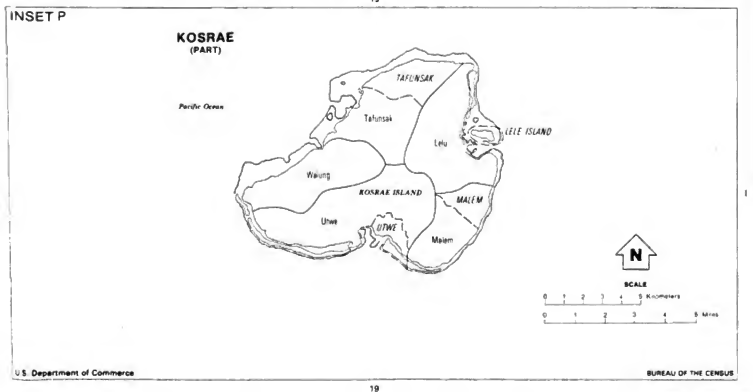 INSET P
KOSRAE
(PART)
Pacific Ocean
TAFUNSAK
Tafunsak
Lelu
LELE ISLAND
Walung
KOSRAE ISLAND
MALEM
Utwe
UTWE
Malem
N
SCALE
0 1 2 3 4 5 Kilometers
0 1 2 3 4 5 Miles
U.S. Department of Commerce
BUREAU OF THE CENSUS
19